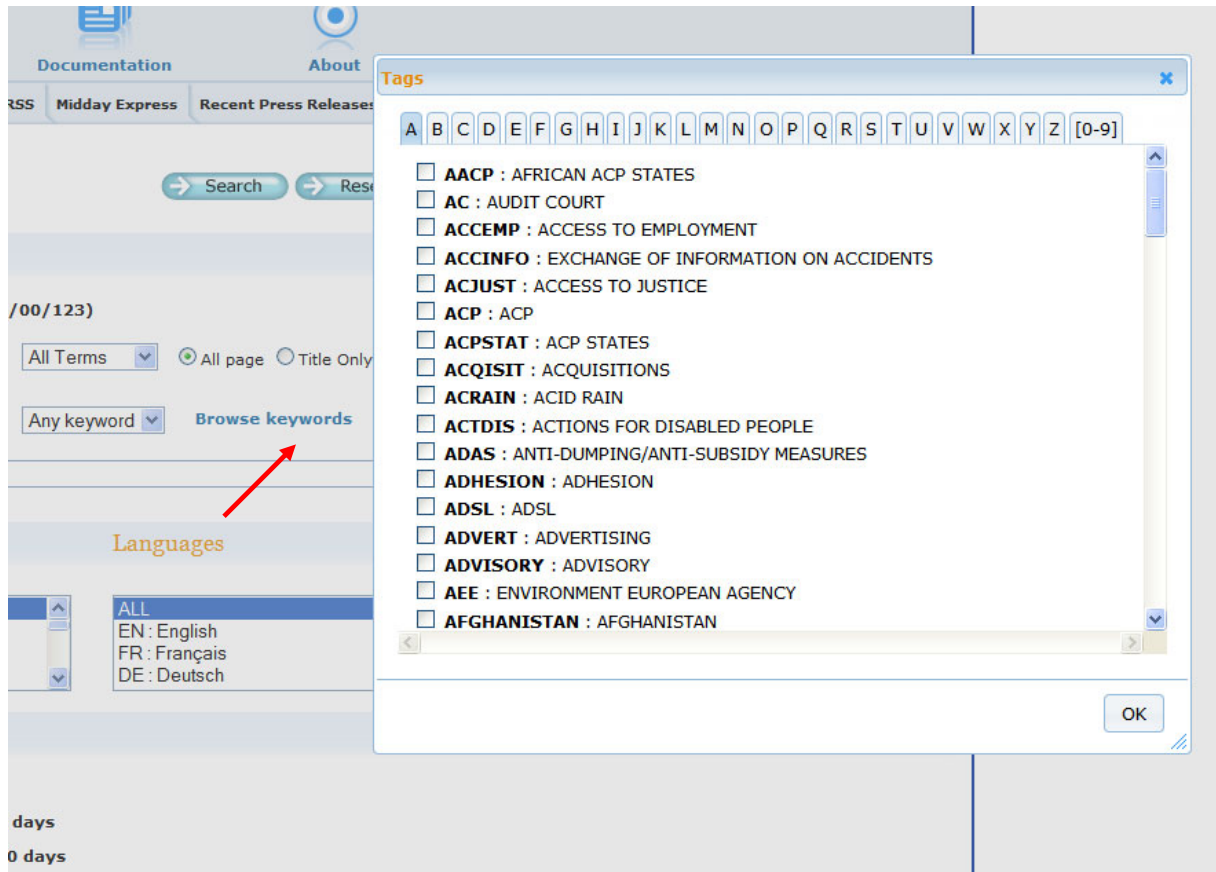 Documentation
About
RSS Midday Express Recent Press Releases
Search
/00/123)
All Terms All page Title Only
Any keyword Browse keywords
Languages
ALL
EN : English
FR : Français
DE : Deutsch
days
0 days
Tags
A B C D E F G H I J K L M N O P Q R S T U V W X Y Z [0-9]
AACP : AFRICAN ACP STATES
AC : AUDIT COURT
ACCEMP : ACCESS TO EMPLOYMENT
ACCINFO : EXCHANGE OF INFORMATION ON ACCIDENTS
ACJUST : ACCESS TO JUSTICE
ACP : ACP
ACPSTAT : ACP STATES
ACQISIT : ACQUISITIONS
ACRAIN : ACID RAIN
ACTDIS : ACTIONS FOR DISABLED PEOPLE
ADAS : ANTI-DUMPING/ANTI-SUBSIDY MEASURES
ADHESION : ADHESION
ADSL : ADSL
ADVERT : ADVERTISING
ADVISORY : ADVISORY
AEE : ENVIRONMENT EUROPEAN AGENCY
AFGHANISTAN : AFGHANISTAN
OK